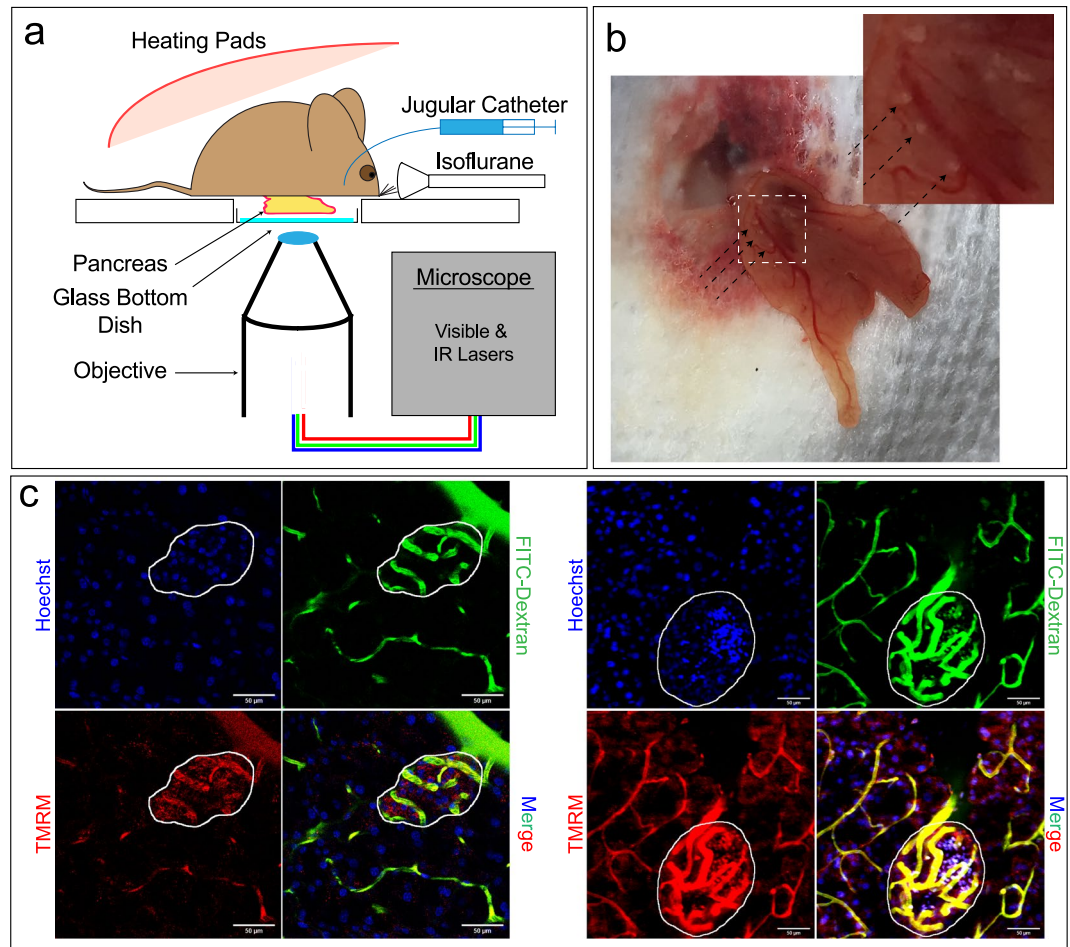 a
Heating Pads
Jugular Catheter
Isoflurane
Pancreas
Glass Bottom
Dish
Objective
Microscope
Visible &
IR Lasers
b
c
Hoechst
FITC-Dextran
50 µm
50 µm
TMRM
Merge
50 µm
50 µm
Hoechst
FITC-Dextran
50 µm
50 µm
TMRM
Merge
50 µm
50 µm